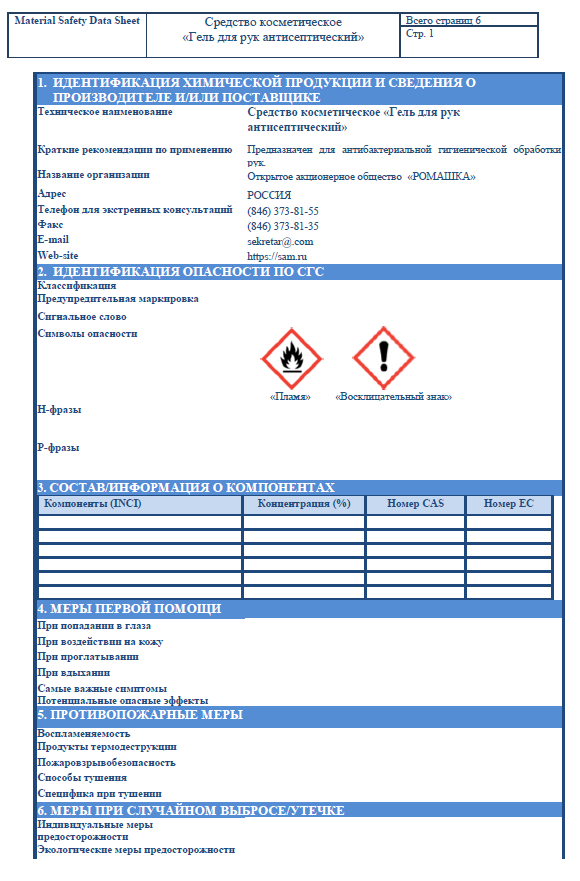 Material Safety Data Sheet
Средство косметическое
«Гель для рук антисептический»
Всего страниц 6
Стр. 1
1. ИДЕНТИФИКАЦИЯ ХИМИЧЕСКОЙ ПРОДУКЦИИ И СВЕДЕНИЯ О
ПРОИЗВОДИТЕЛЕ И/ИЛИ ПОСТАВЩИКЕ
Техническое наименование
Средство косметическое «Гель для рук
антисептический»
Краткие рекомендации по применению
Предназначен для антибактериальной гигиенической обработки
рук.
Название организации
Открытое акционерное общество «РОМАШКА»
Адрес
РОССИЯ
Телефон для экстренных консультаций
(846) 373-81-55
Факс
(846) 373-81-35
E-mail
sekretar@.com
Web-site
https://sam.ru
2. ИДЕНТИФИКАЦИЯ ОПАСНОСТИ ПО СГС
Классификация
Предупредительная маркировка
Сигнальное слово
Символы опасности
«Пламя» «Восклицательный знак»
Н-фразы
Р-фразы
3. СОСТАВ/ИНФОРМАЦИЯ О КОМПОНЕНТАХ
Компоненты (INCI) Концентрация (%) Номер CAS Номер ЕС
4. МЕРЫ ПЕРВОЙ ПОМОЩИ
При попадании в глаза
При воздействии на кожу
При проглатывании
При вдыхании
Самые важные симптомы
Потенциальные опасные эффекты
5. ПРОТИВОПОЖАРНЫЕ МЕРЫ
Воспламеняемость
Продукты термодеструкции
Пожаровзрывобезопасность
Способы тушения
Специфика при тушении
6. МЕРЫ ПРИ СЛУЧАЙНОМ ВЫБРОСЕ/УТЕЧКЕ
Индивидуальные меры
предосторожности
Экологические меры предосторожности